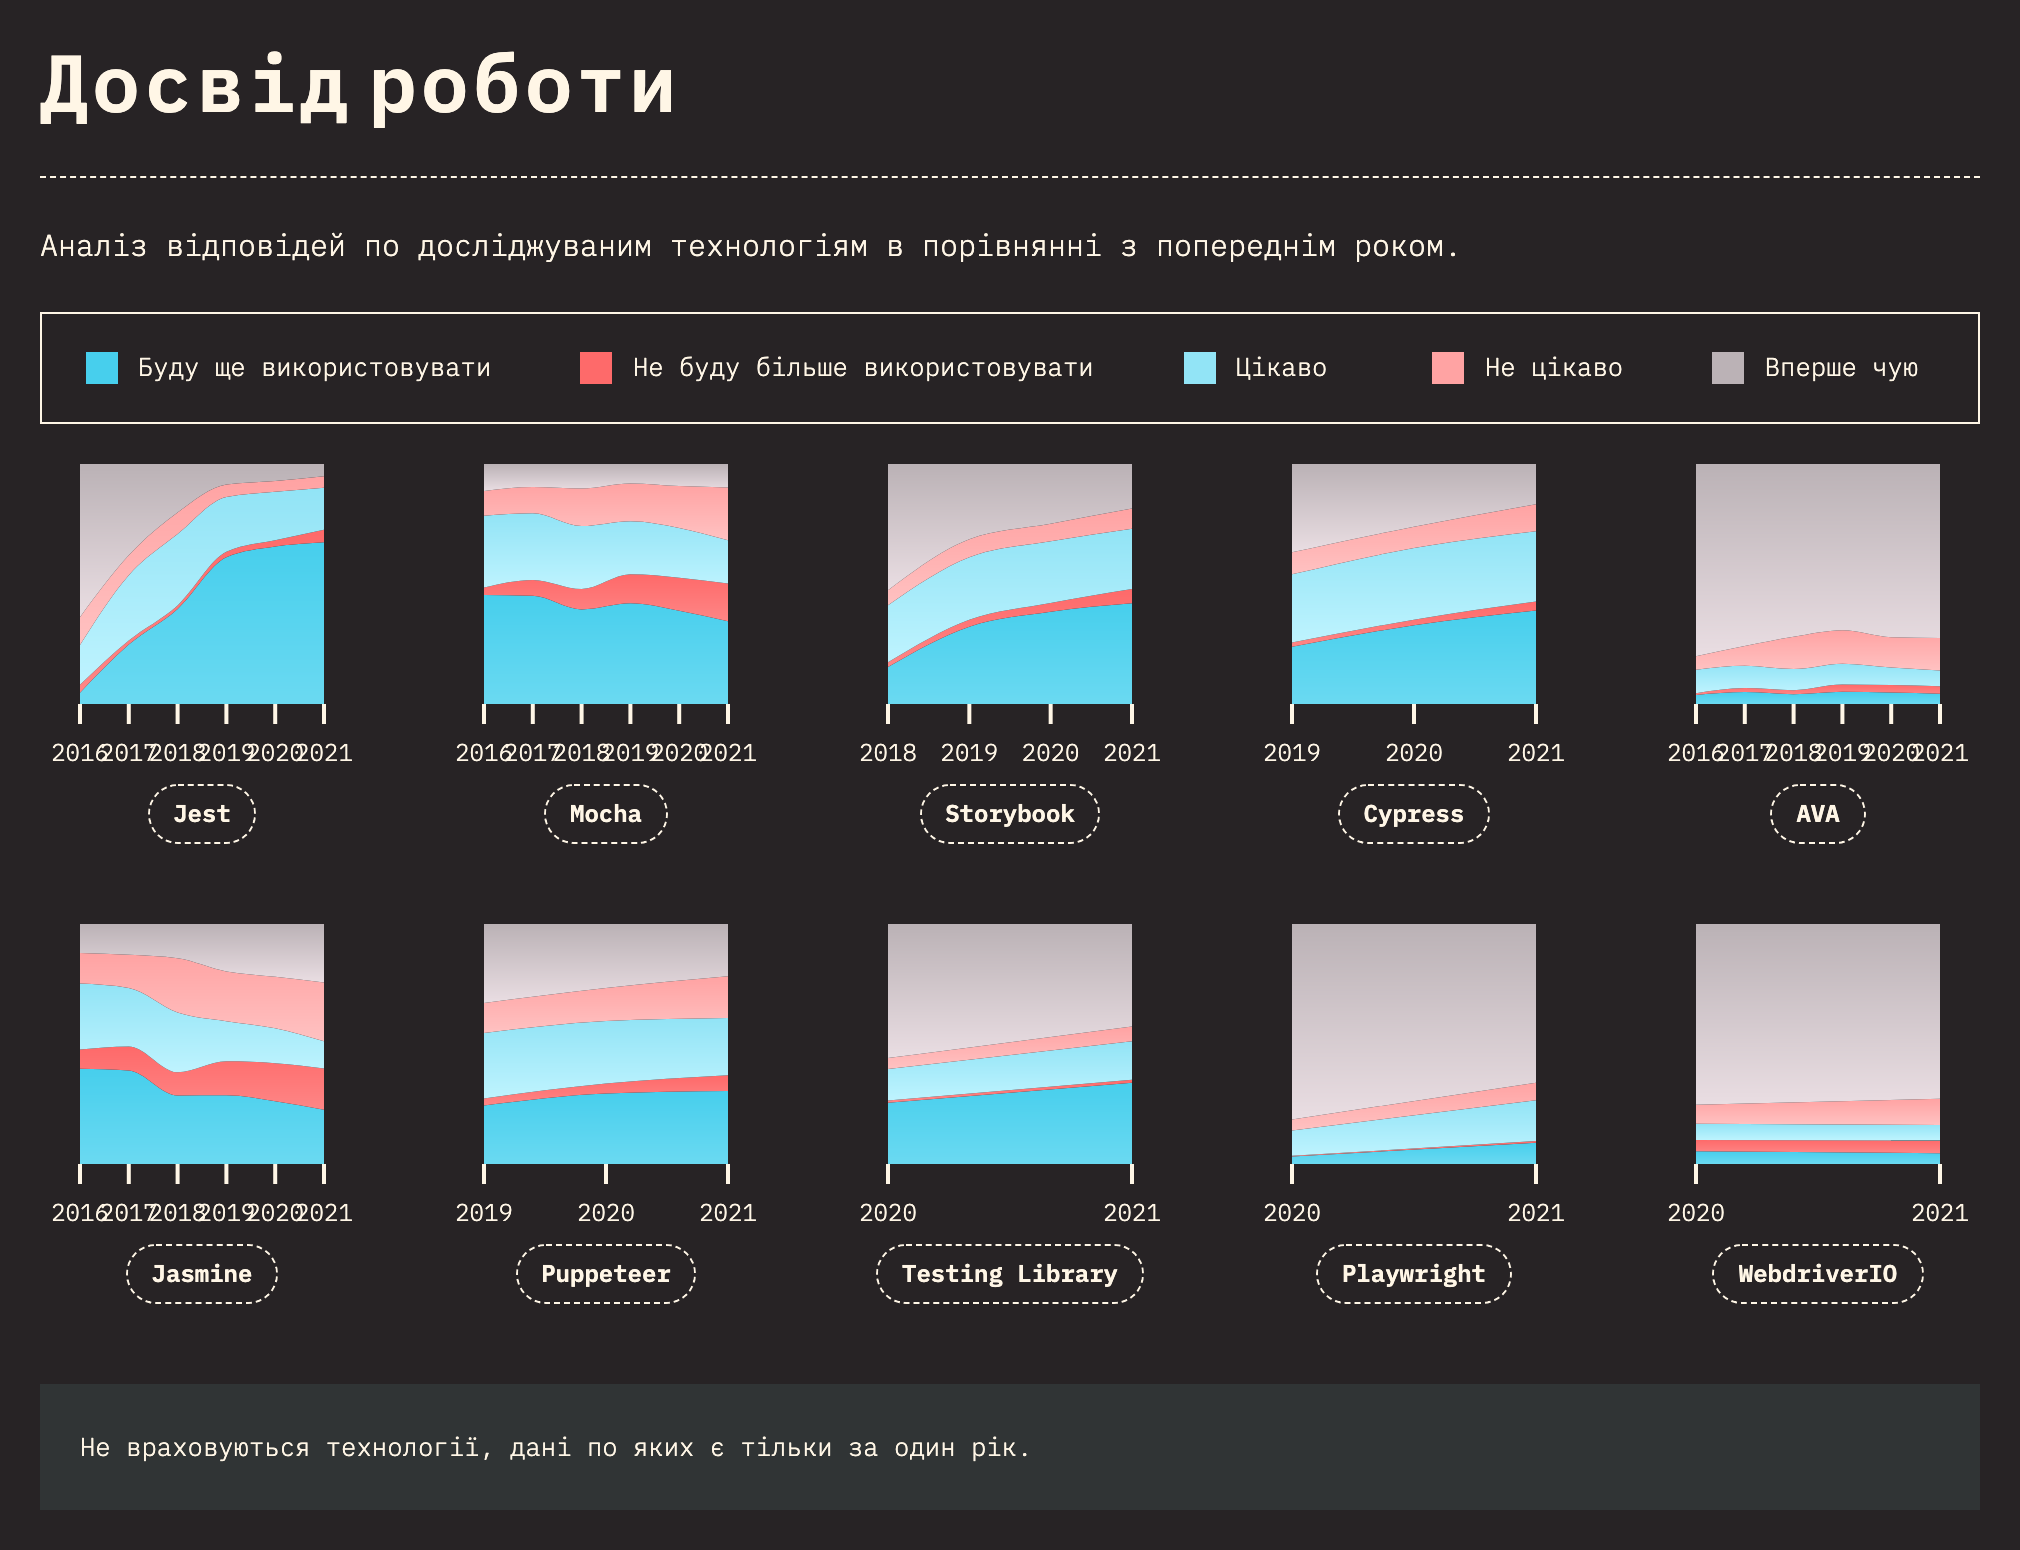 Досвід роботи
Аналіз відповідей по досліджуваним технологіям в порівнянні з попереднім роком.
Буду ще використовувати Не буду більше використовувати Цікаво Не цікаво Вперше чую
2016 2017 2018 2019 2020 2021 2016 2017 2018 2019 2020 2021 2018 2019 2020 2021 2019 2020 2021 2016 2017 2018 2019 2020 2021
Jest Mocha Storybook Cypress AVA
2016 2017 2018 2019 2020 2021 2019 2020 2021 2020 2021 2020 2021 2020 2021
Jasmine Puppeteer Testing Library Playwright WebdriverIO
Не враховуються технології, дані по яких є тільки за один рік.